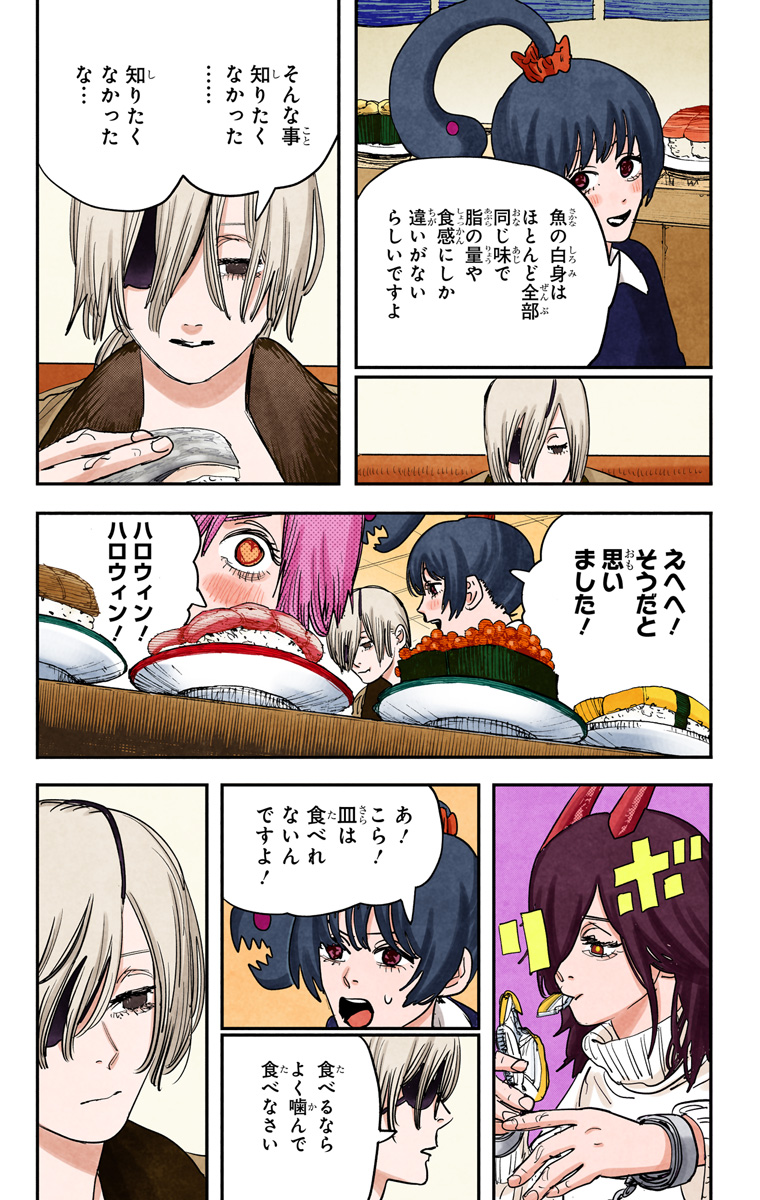 魚の白身は
ほとんど全部
同じ味で
脂の量や
食感にしか
違いがない
らしいですよ
そんな事
知りたく
なかった
……
知りたく
なかった
な…
えへへ！
そうだと
思い
ました！
ハロウィン！
ハロウィン！
ボリ
あ！
こら！
皿は
食べれ
ないん
ですよ！
食べるなら
よく噛んで
食べなさい